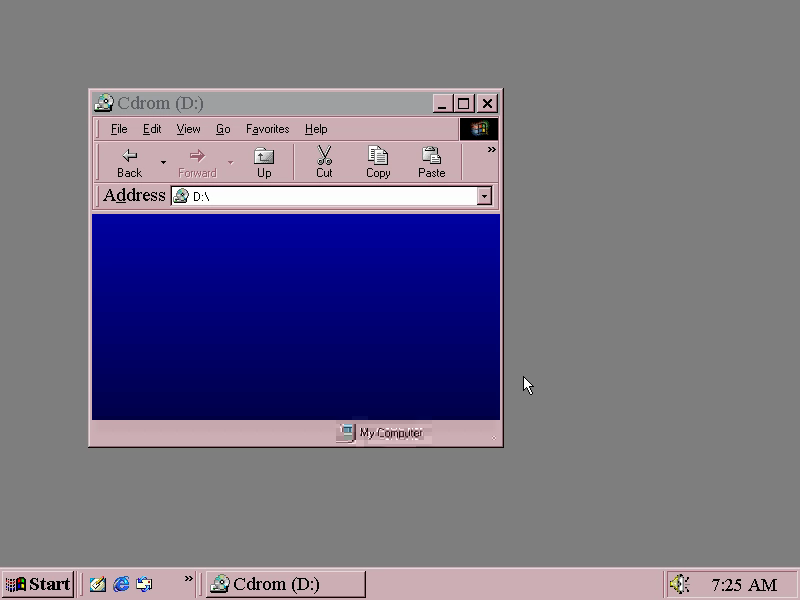 Cdrom (D:)
File Edit View Go Favorites Help
Back Forward Up Cut Copy Paste »
Address D:\
My Computer
Start » Cdrom (D:) 7:25 AM